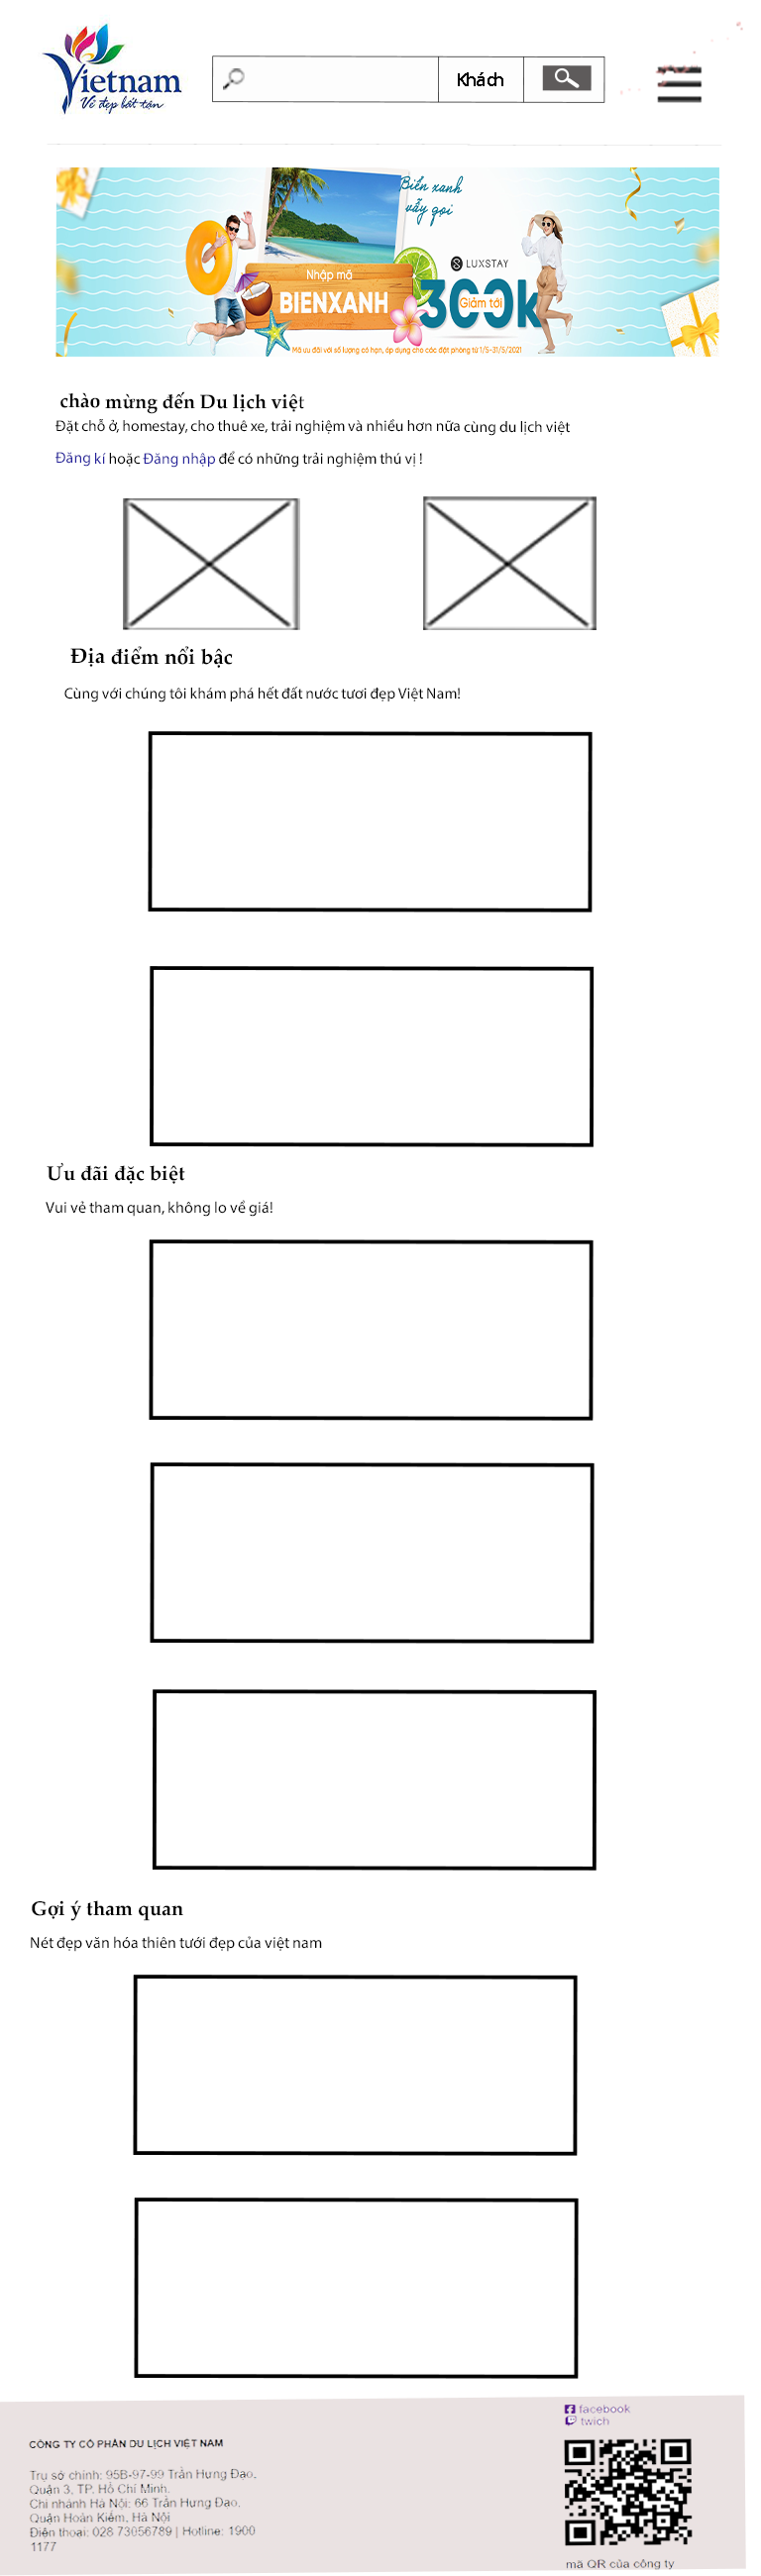 Vietnam
Vẻ đẹp bất tận
Khách
Biển xanh
vẫy gọi
LUXSTAY
Nhập mã
BIENXANH
300k
Giảm tới
Mã ưu đãi với số lượng có hạn, áp dụng cho các đặt phòng từ 1/5-31/5/2021
chào mừng đến Du lịch việt
Đặt chỗ ở, homestay, cho thuê xe, trải nghiệm và nhiều hơn nữa cùng du lịch việt
Đăng kí hoặc Đăng nhập để có những trải nghiệm thú vị !
Địa điểm nổi bậc
Cùng với chúng tôi khám phá hết đất nước tươi đẹp Việt Nam!
Ưu đãi đặc biệt
Vui vẻ tham quan, không lo về giá!
Gợi ý tham quan
Nét đẹp văn hóa thiên tưới đẹp của việt nam
facebook
twich
CÔNG TY CỔ PHẦN DU LỊCH VIỆT NAM
Trụ sở chính: 95B-97-99 Trần Hưng Đạo,
Quận 3, TP. Hồ Chí Minh.
Chi nhánh Hà Nội: 66 Trần Hưng Đạo,
Quận Hoàn Kiếm, Hà Nội
Điện thoại: 028 73056789 | Hotline: 1900
1177
mã QR của công ty